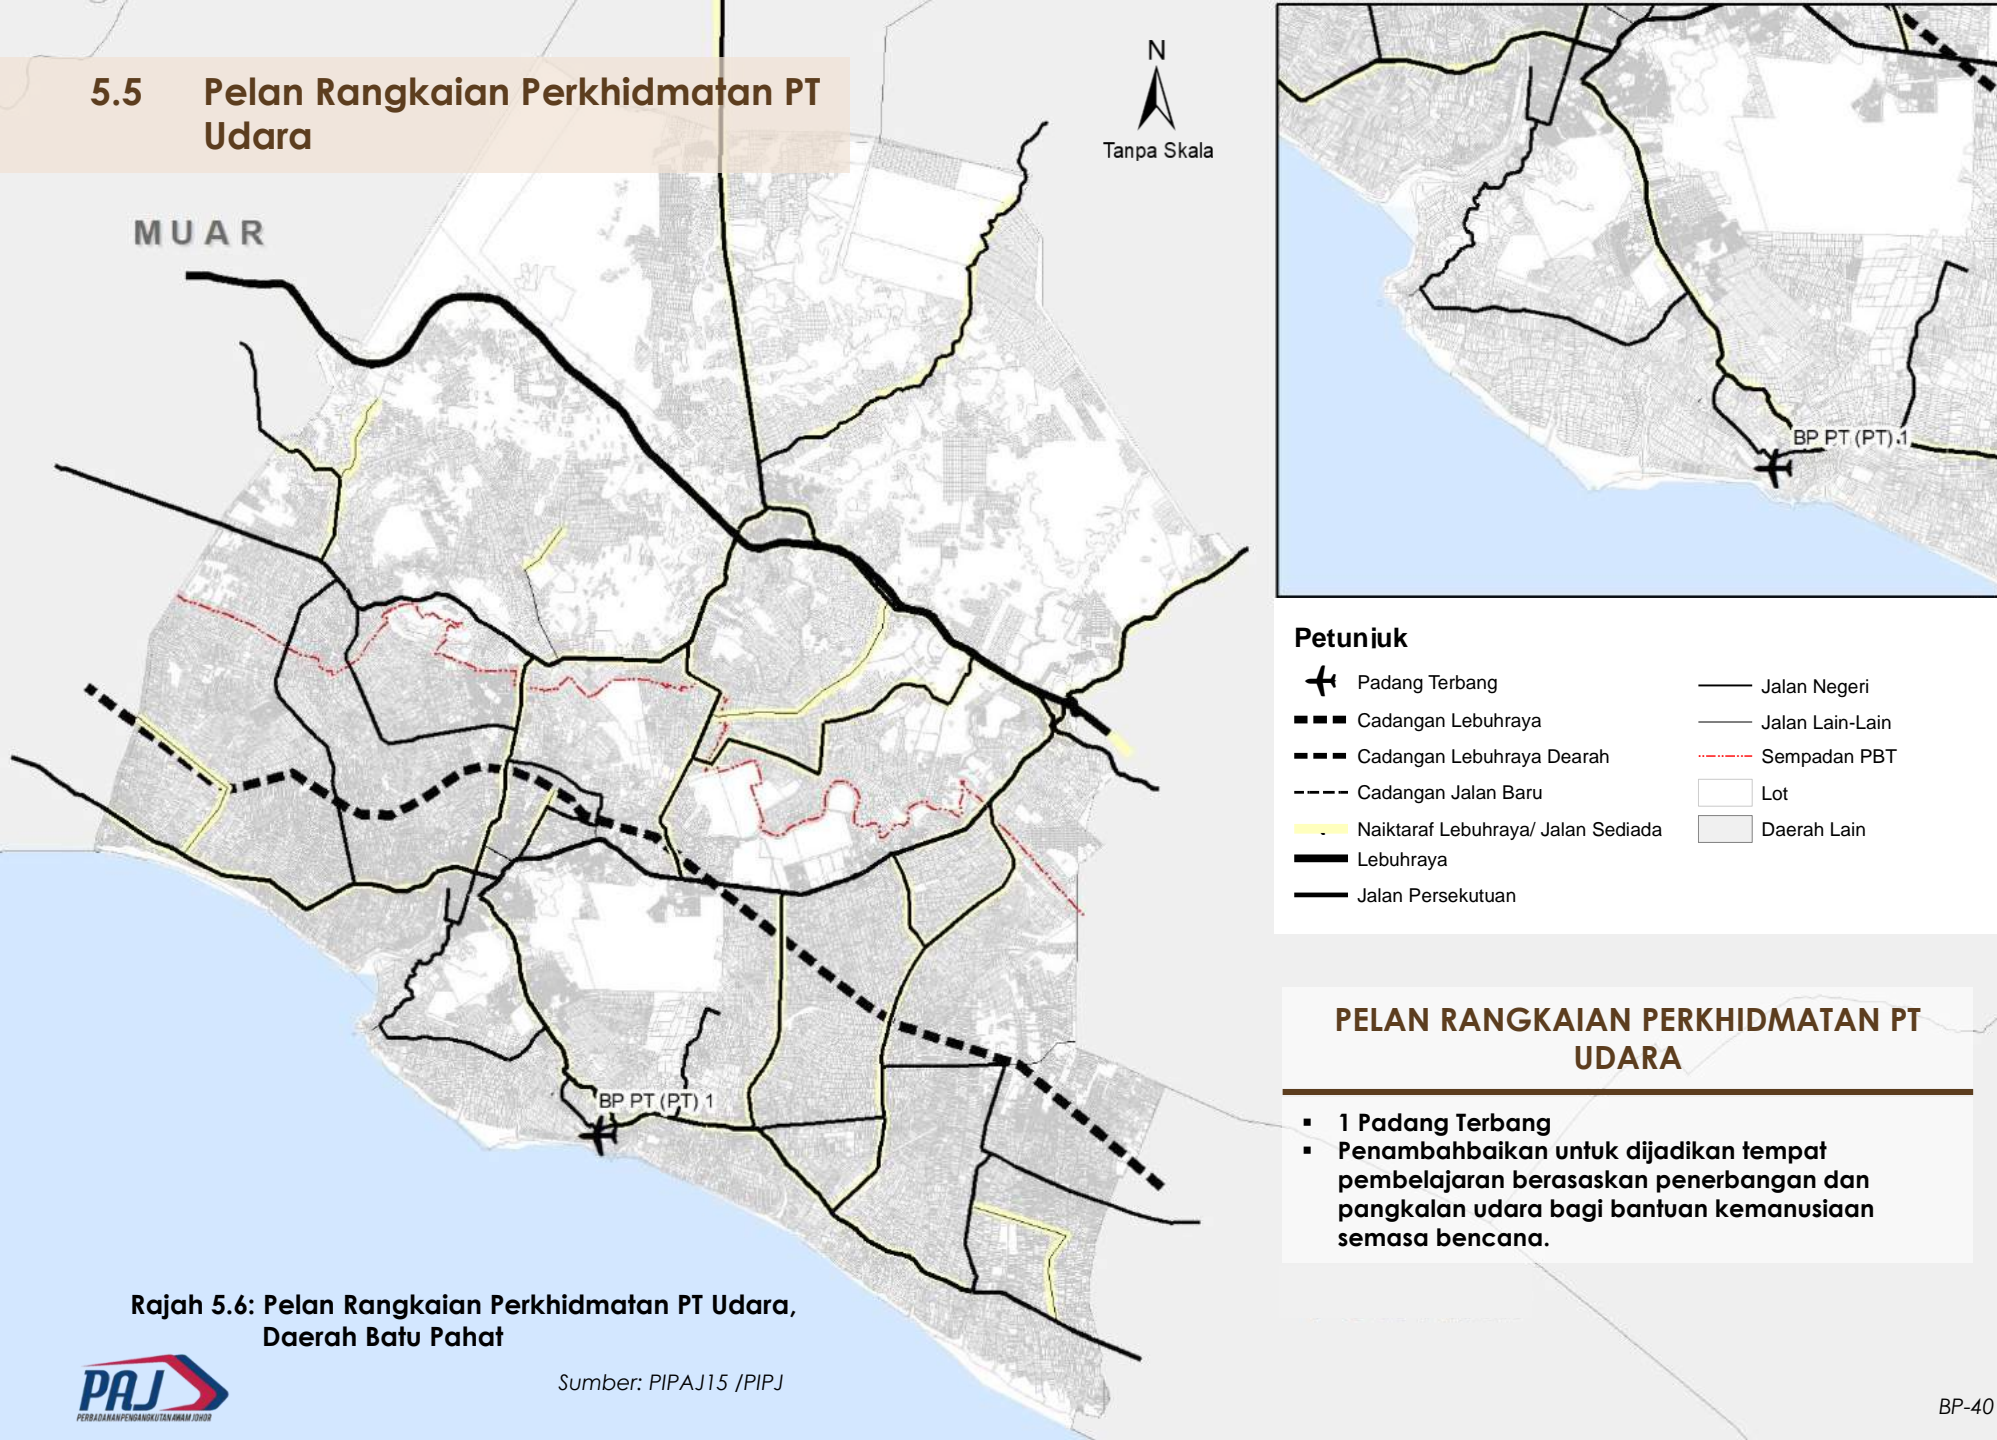 5.5 Pelan Rangkaian Perkhidmatan PT
Udara
MUAR
N
Tanpa Skala
BP PT (PT) 1
BP PT (PT) 1
Petunjuk
Padang Terbang
Cadangan Lebuhraya
Cadangan Lebuhraya Dearah
Cadangan Jalan Baru
Naiktaraf Lebuhraya/ Jalan Sediada
Lebuhraya
Jalan Persekutuan
Jalan Negeri
Jalan Lain-Lain
Sempadan PBT
Lot
Daerah Lain
PELAN RANGKAIAN PERKHIDMATAN PT
UDARA
▪ 1 Padang Terbang
▪ Penambahbaikan untuk dijadikan tempat
pembelajaran berasaskan penerbangan dan
pangkalan udara bagi bantuan kemanusiaan
semasa bencana.
Rajah 5.6: Pelan Rangkaian Perkhidmatan PT Udara,
Daerah Batu Pahat
Sumber: PIPAJ15 /PIPJ
PAJ
PERBADANAN PENGANGKUTAN AWAM JOHOR
BP-40